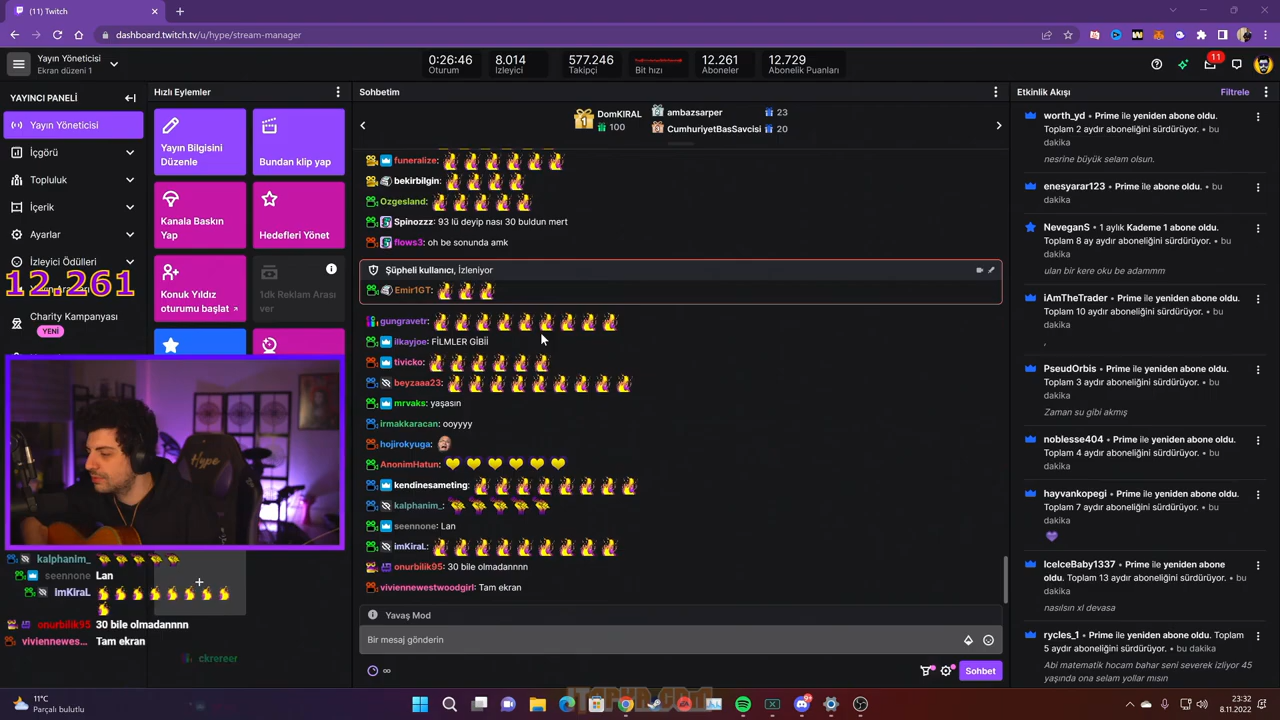 (11) Twitch
dashboard.twitch.tv/u/hype/stream-manager
11
Yayın Yöneticisi
Ekran düzeni 1
0:26:46
Oturum
8.014
İzleyici
577.246
Takipçi
Bit hızı
12.261
Aboneler
12.729
Abonelik Puanları
YAYINCI PANELİ
Yayın Yöneticisi
İçgörü
Topluluk
İçerik
Ayarlar
İzleyici Ödülleri
12.261
Charity Kampanyası
YENİ
Hızlı Eylemler
Yayın Bilgisini
Düzenle
Bundan klip yap
Kanala Baskın
Yap
Hedefleri Yönet
Konuk Yıldız
oturumu başlat
1dk Reklam Arası
ver
kalphanim_
seennone Lan
ImKiraL
onurbilik95 30 bile olmadannnn
viviennewes... Tam ekran
ckrereer
Sohbetim
1
DomKIRAL
100
2 ambazsarper 23
3 CumhuriyetBasSavcisi 20
funeralize:
bekirbilgin:
Ozgesland:
Spinozzz: 93 lü deyip nası 30 buldun mert
flows3: oh be sonunda amk
Şüpheli kullanıcı, İzleniyor
Emir1GT:
gungravetr:
ilkayjoe: FİLMLER GİBİİ
tivicko:
beyzaaa23:
mrvaks: yaşasın
irmakkaracan: ooyyyy
hojirokyuga:
AnonimHatun:
kendinesameting:
kalphanim_:
seennone: Lan
imKiraL:
onurbilik95: 30 bile olmadannnn
viviennewestwoodgirl: Tam ekran
Yavaş Mod
Bir mesaj gönderin
∞
Sohbet
Etkinlik Akışı
Filtrele
worth_yd • Prime ile yeniden abone oldu.
Toplam 2 aydır aboneliğini sürdürüyor. • bu
dakika
nesrine büyük selam olsun.
enesyarar123 • Prime ile abone oldu. • bu
dakika
NeveganS • 1 aylık Kademe 1 abone oldu.
Toplam 8 ay aydır aboneliğini sürdürüyor. • bu
dakika
ulan bir kere oku be adammm
iAmTheTrader • Prime ile yeniden abone oldu.
Toplam 10 aydır aboneliğini sürdürüyor. • bu
dakika
,
PseudOrbis • Prime ile yeniden abone oldu.
Toplam 3 aydır aboneliğini sürdürüyor. • bu
dakika
Zaman su gibi akmış
noblesse404 • Prime ile yeniden abone oldu.
Toplam 4 aydır aboneliğini sürdürüyor. • bu
dakika
hayvankopegi • Prime ile yeniden abone oldu.
Toplam 7 aydır aboneliğini sürdürüyor. • bu
dakika
IceIceBaby1337 • Prime ile yeniden abone
oldu. Toplam 13 aydır aboneliğini sürdürüyor. •
bu dakika
nasılsın xl devasa
rycles_1 • Prime ile yeniden abone oldu. Toplam
5 aydır aboneliğini sürdürüyor. • bu dakika
Abi matematik hocam bahar seni severek izliyor 45
yaşında ona selam yollar mısın
Hype
11°C
Parçalı bulutlu
23:32
8.11.2022